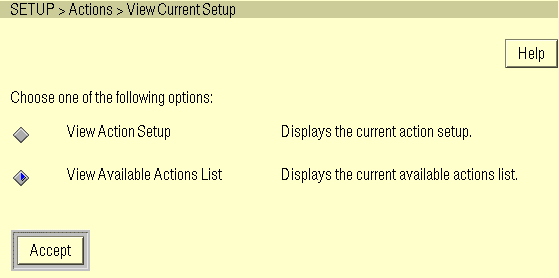 SETUP > Actions > View Current Setup
Help
Choose one of the following options:
View Action Setup Displays the current action setup.
View Available Actions List Displays the current available actions list.
Accept